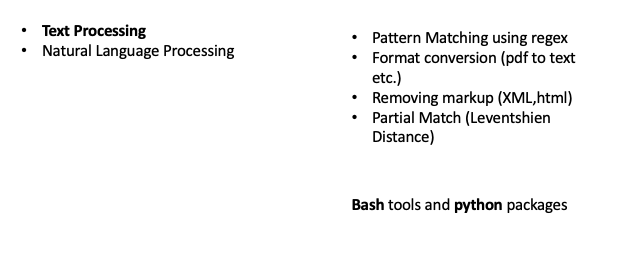 • Text Processing
• Natural Language Processing
• Pattern Matching using regex
• Format conversion (pdf to text
etc.)
• Removing markup (XML,html)
• Partial Match (Leventshien
Distance)
Bash tools and python packages